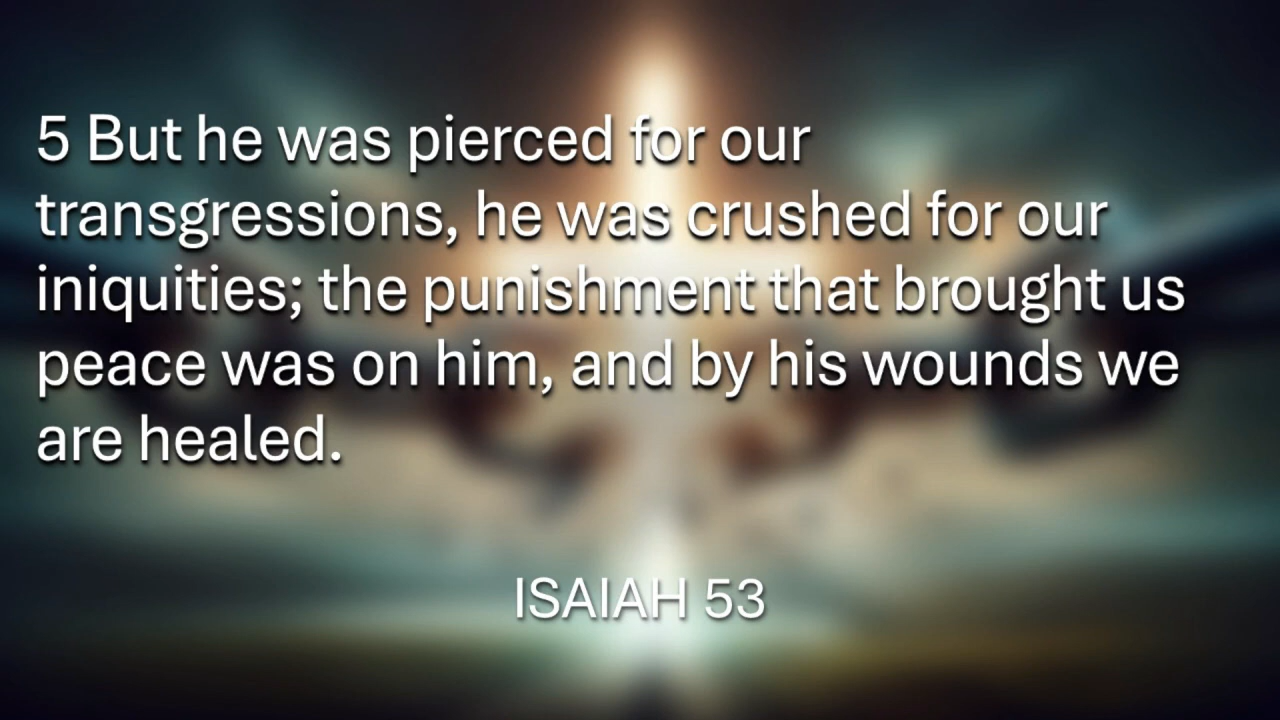 5 But he was pierced for our
transgressions, he was crushed for our
iniquities; the punishment that brought us
peace was on him, and by his wounds we
are healed.
ISAIAH 53